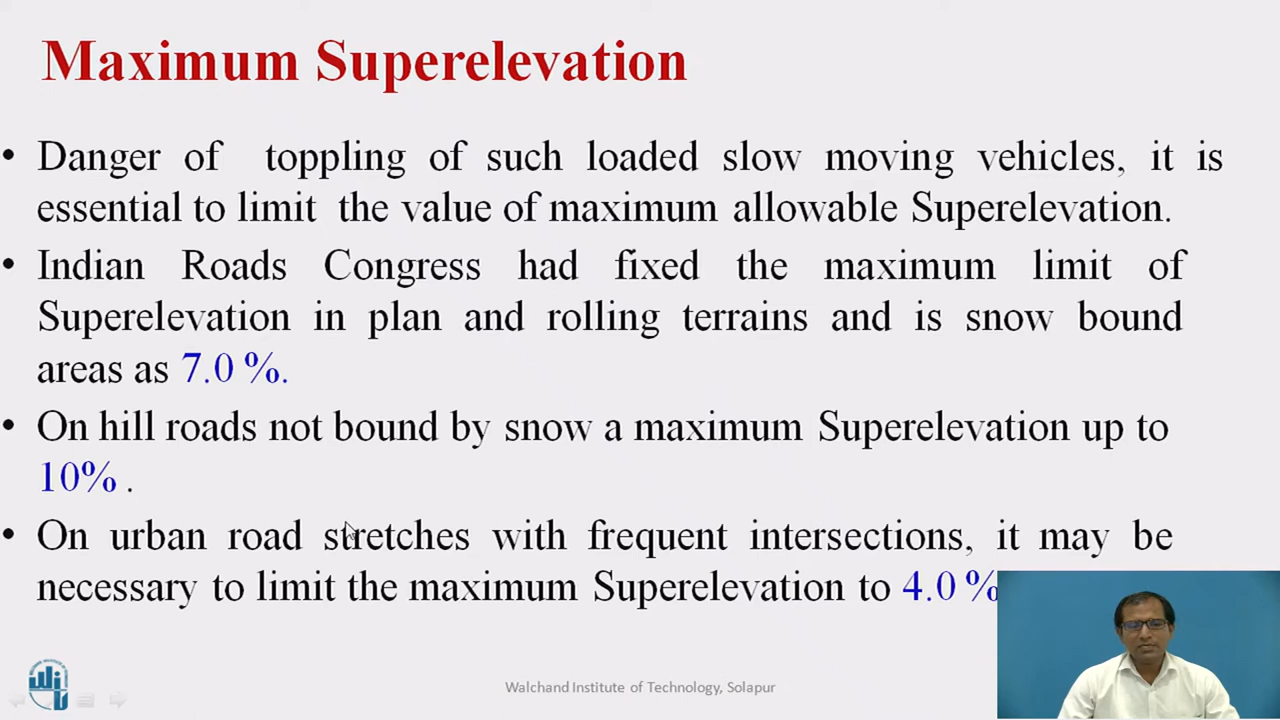 Maximum Superelevation
• Danger of toppling of such loaded slow moving vehicles, it is
essential to limit the value of maximum allowable Superelevation.
• Indian Roads Congress had fixed the maximum limit of
Superelevation in plan and rolling terrains and is snow bound
areas as 7.0 %.
• On hill roads not bound by snow a maximum Superelevation up to
10% .
• On urban road stretches with frequent intersections, it may be
necessary to limit the maximum Superelevation to 4.0 %
Walchand Institute of Technology, Solapur